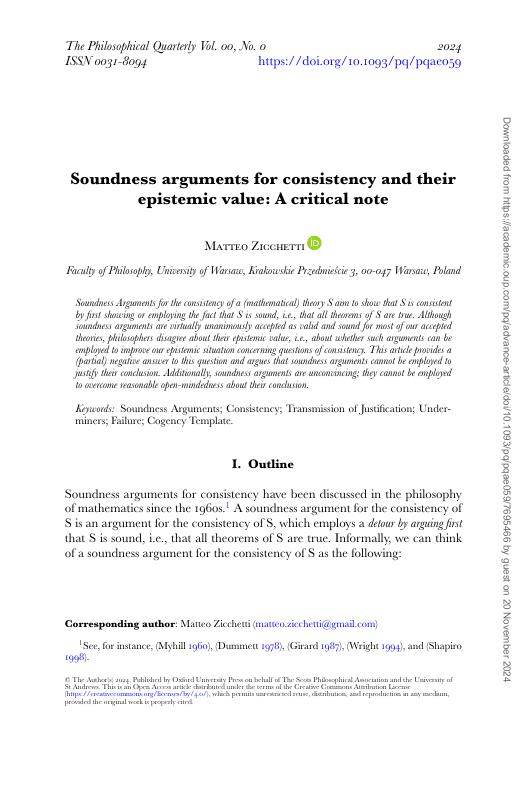 The Philosophical Quarterly Vol. 00, No. 0 2024
ISSN 0031-8094 https://doi.org/10.1093/pq/pqae059
Soundness arguments for consistency and their
epistemic value: A critical note
Matteo Zicchetti
Faculty of Philosophy, University of Warsaw, Krakowskie Przedmieście 3, 00-047 Warsaw, Poland
Soundness Arguments for the consistency of a (mathematical) theory S aim to show that S is consistent
by first showing or employing the fact that S is sound, i.e., that all theorems of S are true. Although
soundness arguments are virtually unanimously accepted as valid and sound for most of our accepted
theories, philosophers disagree about their epistemic value, i.e., about whether such arguments can be
employed to improve our epistemic situation concerning questions of consistency. This article provides a
(partial) negative answer to this question and argues that soundness arguments cannot be employed to
justify their conclusion. Additionally, soundness arguments are unconvincing; they cannot be employed
to overcome reasonable open-mindedness about their conclusion.
Keywords: Soundness Arguments; Consistency; Transmission of Justification; Under-
miners; Failure; Cogency Template.
I. Outline
Soundness arguments for consistency have been discussed in the philosophy
of mathematics since the 1960s.1 A soundness argument for the consistency of
S is an argument for the consistency of S, which employs a detour by arguing first
that S is sound, i.e., that all theorems of S are true. Informally, we can think
of a soundness argument for the consistency of S as the following:
Corresponding author: Matteo Zicchetti (matteo.zicchetti@gmail.com)
1See, for instance, (Myhill 1960), (Dummett 1978), (Girard 1987), (Wright 1994), and (Shapiro
1998).
© The Author(s) 2024. Published by Oxford University Press on behalf of The Scots Philosophical Association and the University of
St Andrews. This is an Open Access article distributed under the terms of the Creative Commons Attribution License
(https://creativecommons.org/licenses/by/4.0/), which permits unrestricted reuse, distribution, and reproduction in any medium,
provided the original work is properly cited.
Downloaded from https://academic.oup.com/pq/advance-article/doi/10.1093/pq/pqae059/7695466 by guest on 20 November 2024